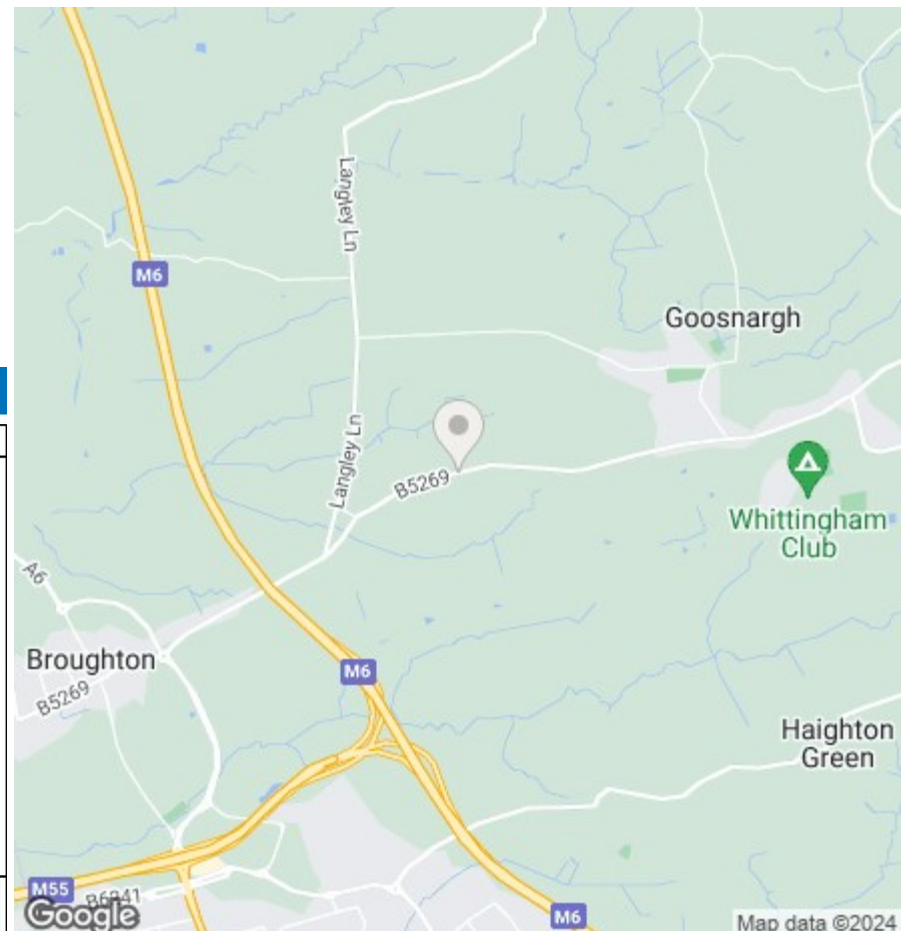 Langley Ln
M6
Goosnargh
Langley Ln
B5269
Whittingham
Club
A6
Broughton
B5269
M6
Haighton
Green
M55
B6241
M6
Google
Map data ©2024